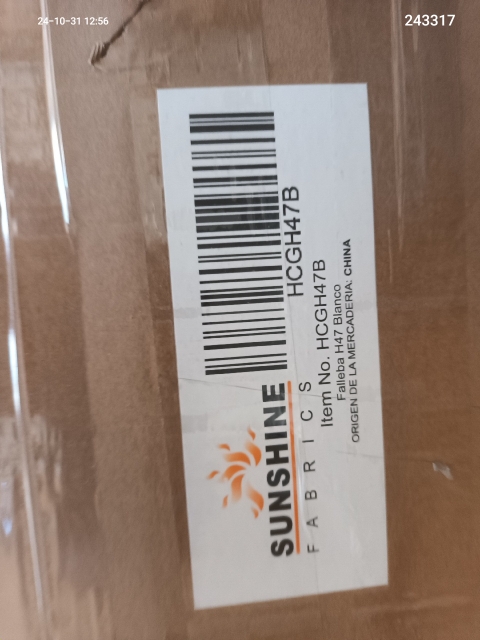 24-10-31 12:56
243317
SUNSHINE
FABRICS
HCGH47B
Item No. HCGH47B
Falleba H47 Blanco
ORIGEN DE LA MERCADERIA: CHINA